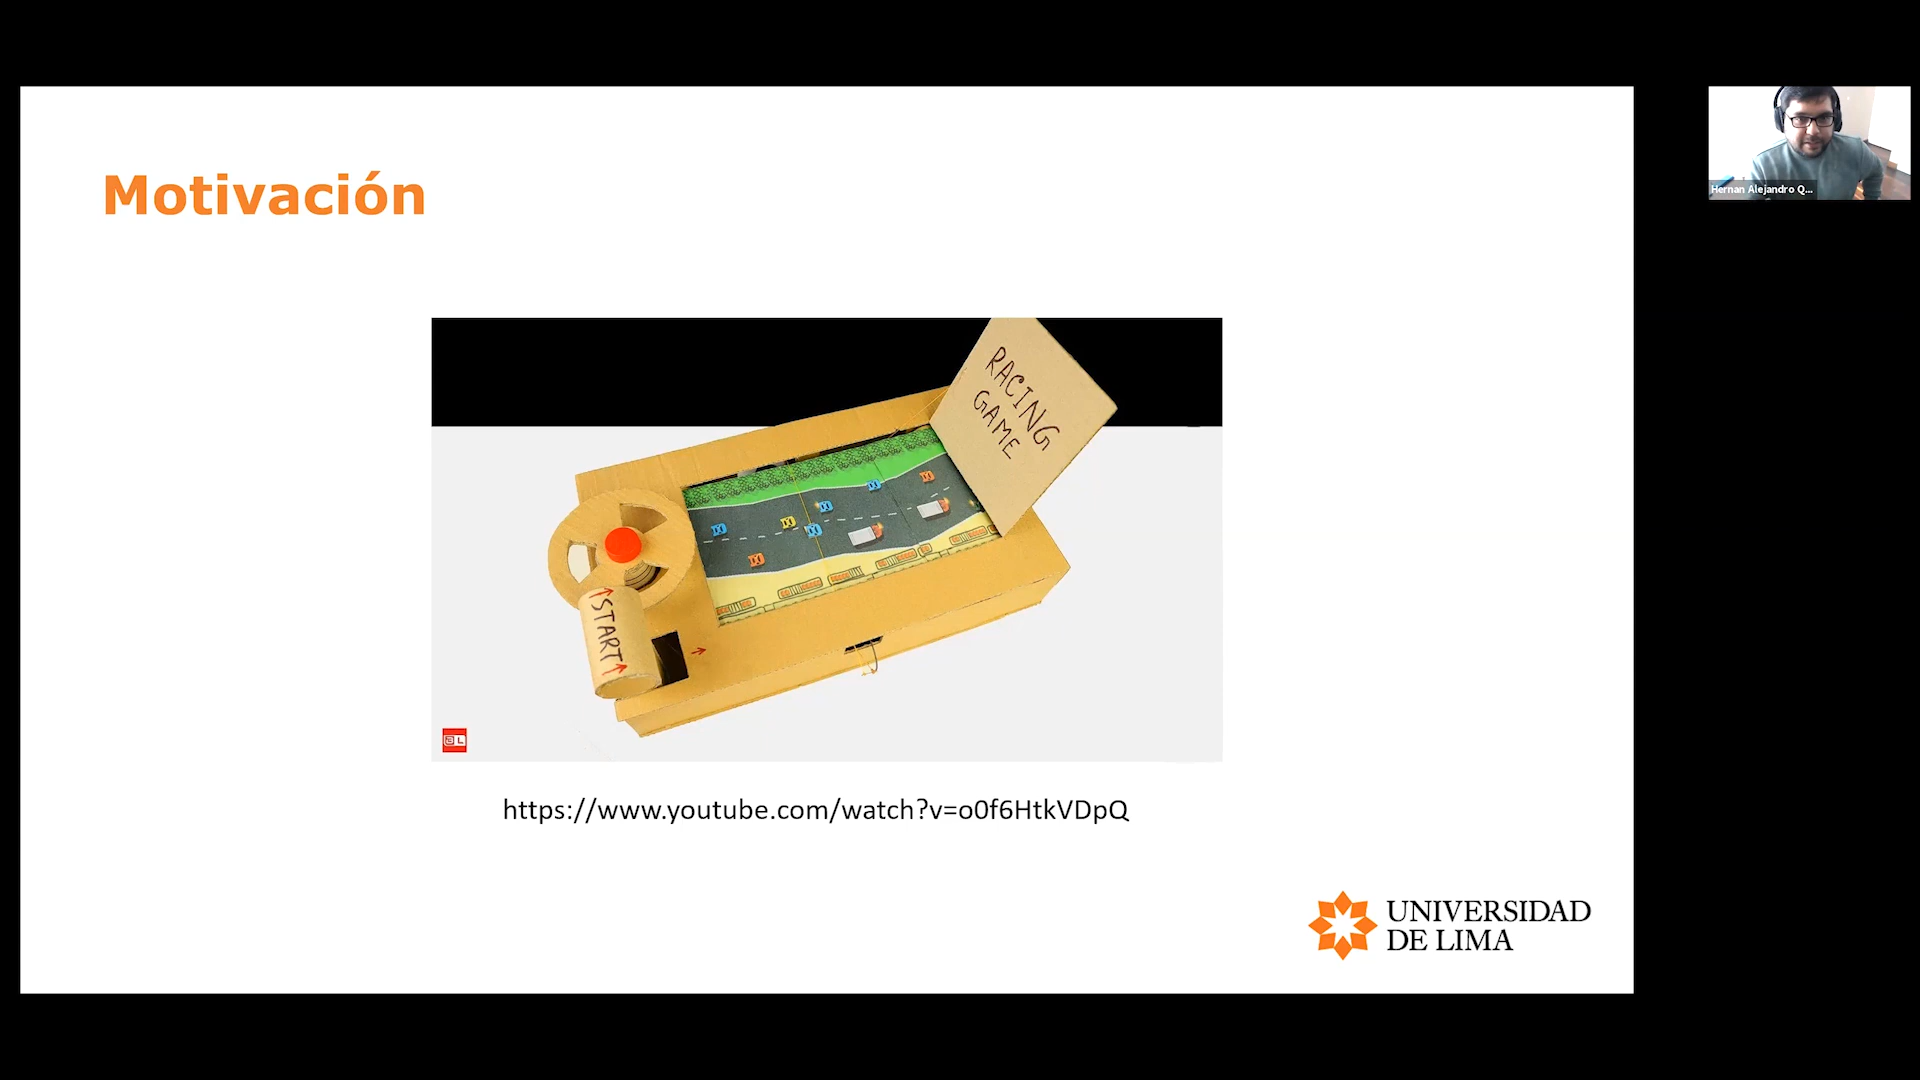 Motivación
Hernan Alejandro Q...
RACING
GAME
START
https://www.youtube.com/watch?v=o0f6HtkVDpQ
UNIVERSIDAD
DE LIMA